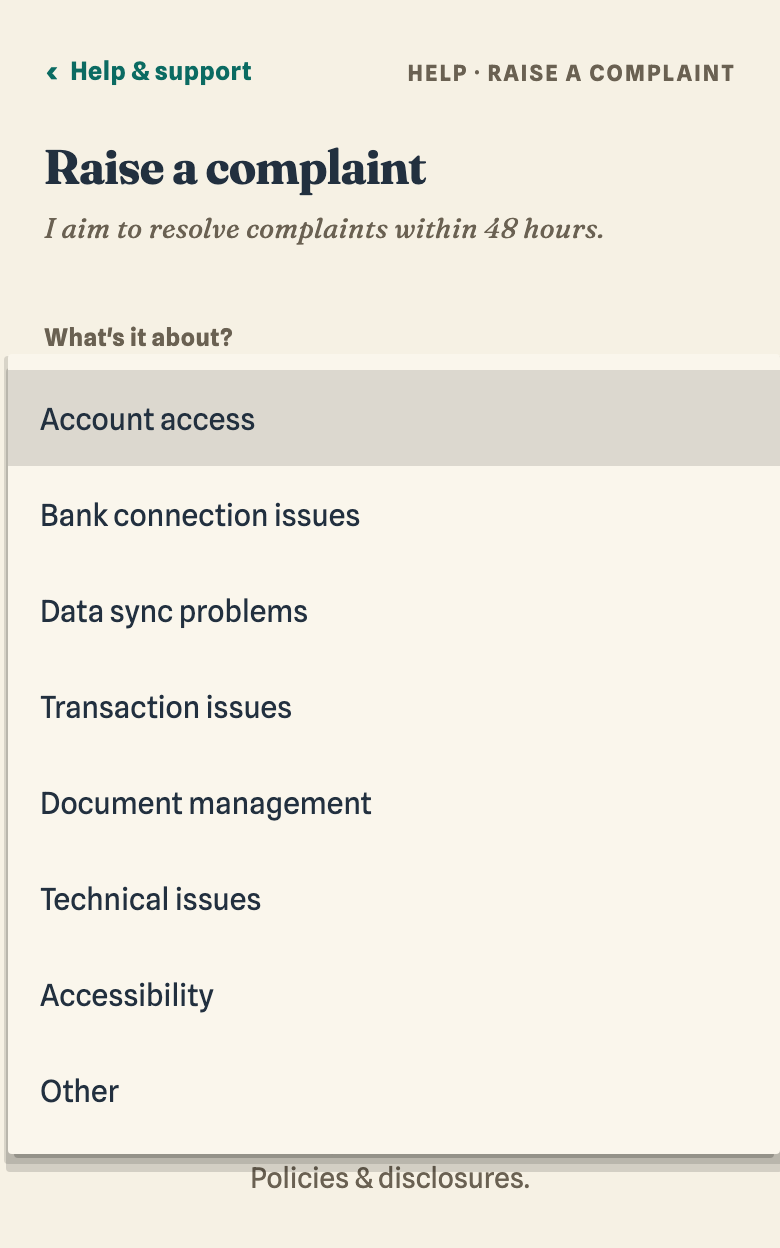 ‹ Help & support
HELP · RAISE A COMPLAINT
Raise a complaint
I aim to resolve complaints within 48 hours.
What's it about?
Account access
Bank connection issues
Data sync problems
Transaction issues
Document management
Technical issues
Accessibility
Other
Policies & disclosures.